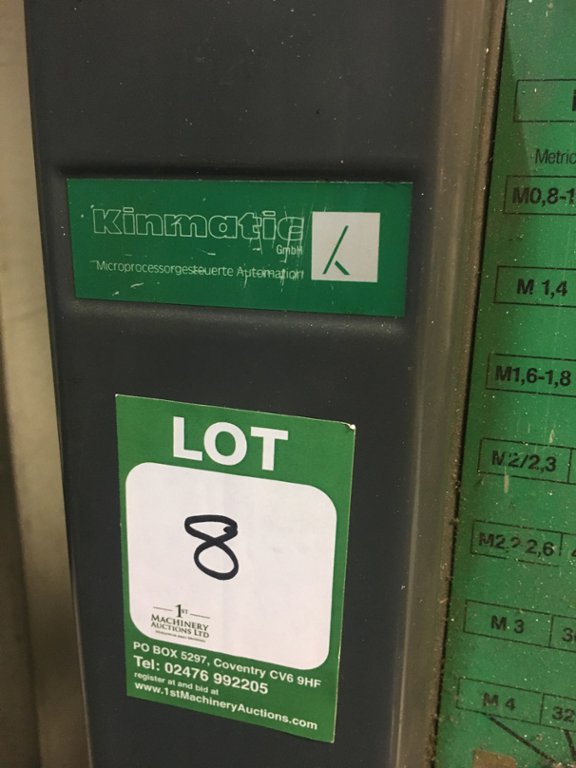 Kinmatic
GmbH
Microprocessorgesteuerte Automation
LOT
8
1ST
MACHINERY
AUCTIONS LTD
PO BOX 5297, Coventry CV6 9HF
Tel: 02476 992205
register at and bid at
www.1stMachineryAuctions.com
Metric
M0,8-1
M 1,4
M1,6-1,8
M2/2,3
M2,2 2,6
M 3
M 4 32